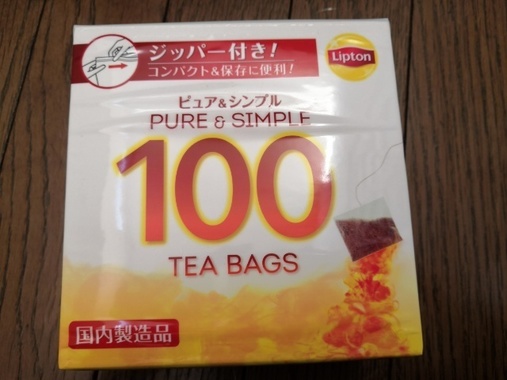 ジッパー付き!
コンパクト&保存に便利!
Lipton
ピュア&シンプル
PURE & SIMPLE
100
TEA BAGS
国内製造品